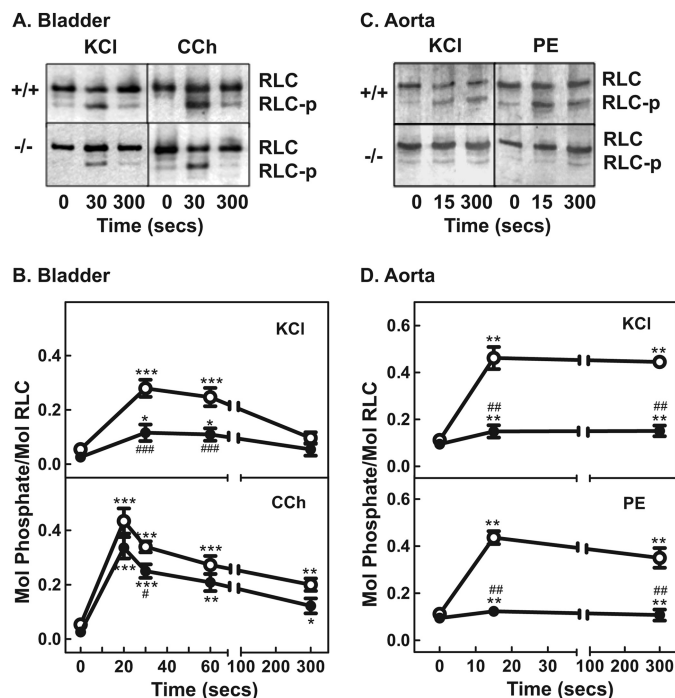 A. Bladder
KCl CCh
+/+ RLC
RLC-p
-/- RLC
RLC-p
0 30 300 0 30 300
Time (secs)
C. Aorta
KCl PE
+/+ RLC
RLC-p
-/- RLC
RLC-p
0 15 300 0 15 300
Time (secs)
B. Bladder
Mol Phosphate/Mol RLC
KCl
0.4
0.2
0.0
*** ***
* *
### ###
CCh
0.4
0.2
0.0
***
***
***
**
***
***
#
**
*
0 20 40 60 100 200 300
Time (secs)
D. Aorta
Mol Phosphate/Mol RLC
KCl
0.6
0.4
0.2
0.0
** **
## ##
** **
PE
0.6
0.4
0.2
0.0
** **
## ##
** **
0 10 20 30 100 200 300
Time (secs)